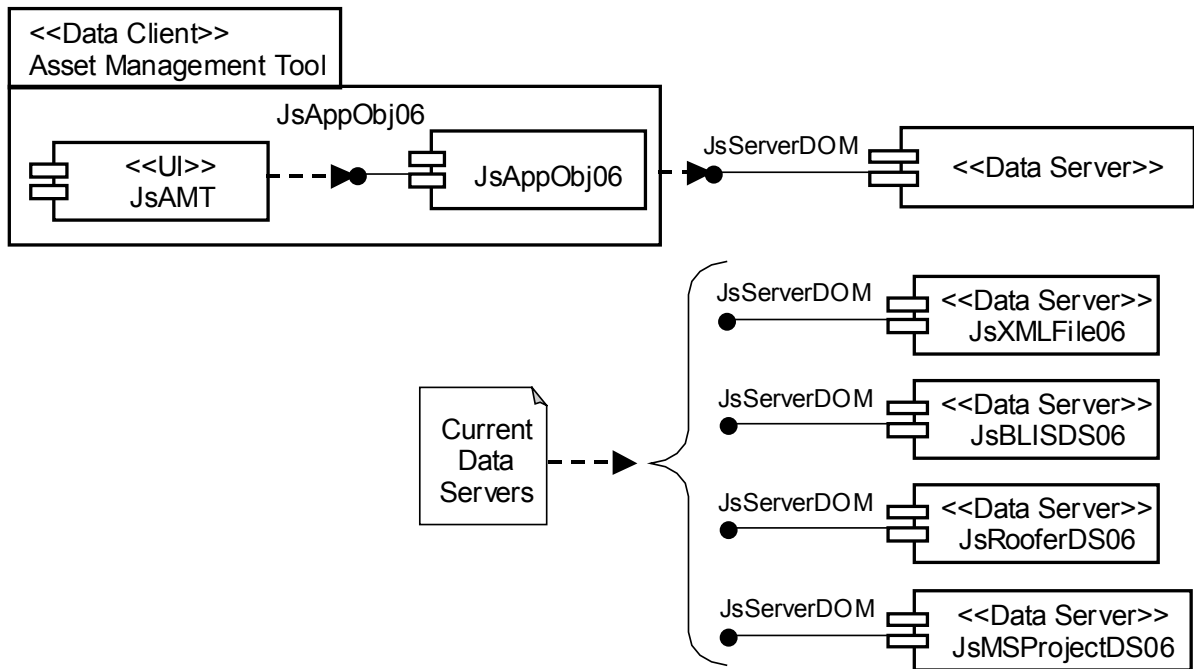 <<Data Client>>
Asset Management Tool
JsAppObj06
<<UI>>
JsAMT
JsAppObj06
JsServerDOM
<<Data Server>>
JsServerDOM
<<Data Server>>
JsXMLFile06
JsServerDOM
<<Data Server>>
JsBLISDS06
Current
Data
Servers
JsServerDOM
<<Data Server>>
JsRooferDS06
JsServerDOM
<<Data Server>>
JsMSProjectDS06